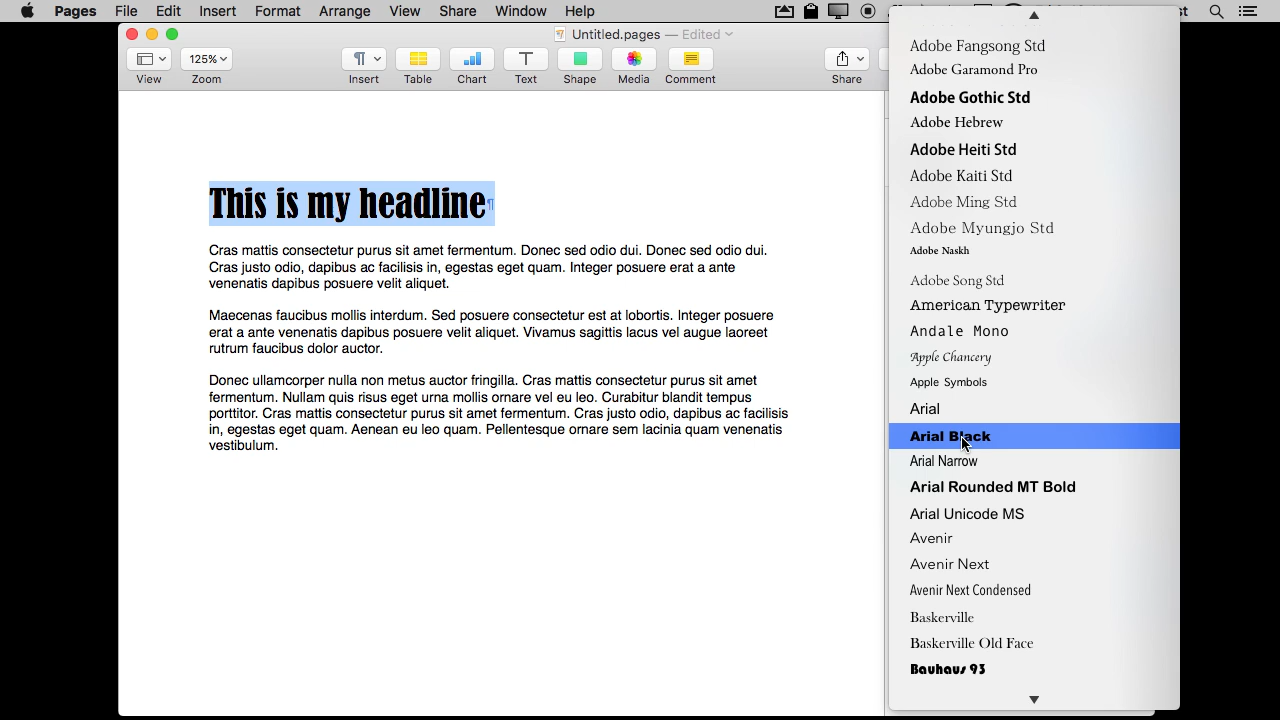 Pages File Edit Insert Format Arrange View Share Window Help
Untitled.pages — Edited
125%
View Zoom Insert Table Chart Text Shape Media Comment Share
This is my headline¶
Cras mattis consectetur purus sit amet fermentum. Donec sed odio dui. Donec sed odio dui.
Cras justo odio, dapibus ac facilisis in, egestas eget quam. Integer posuere erat a ante
venenatis dapibus posuere velit aliquet.
Maecenas faucibus mollis interdum. Sed posuere consectetur est at lobortis. Integer posuere
erat a ante venenatis dapibus posuere velit aliquet. Vivamus sagittis lacus vel augue laoreet
rutrum faucibus dolor auctor.
Donec ullamcorper nulla non metus auctor fringilla. Cras mattis consectetur purus sit amet
fermentum. Nullam quis risus eget urna mollis ornare vel eu leo. Curabitur blandit tempus
porttitor. Cras mattis consectetur purus sit amet fermentum. Cras justo odio, dapibus ac facilisis
in, egestas eget quam. Aenean eu leo quam. Pellentesque ornare sem lacinia quam venenatis
vestibulum.
Adobe Fangsong Std
Adobe Garamond Pro
Adobe Gothic Std
Adobe Hebrew
Adobe Heiti Std
Adobe Kaiti Std
Adobe Ming Std
Adobe Myungjo Std
Adobe Naskh
Adobe Song Std
American Typewriter
Andale Mono
Apple Chancery
Apple Symbols
Arial
Arial Black
Arial Narrow
Arial Rounded MT Bold
Arial Unicode MS
Avenir
Avenir Next
Avenir Next Condensed
Baskerville
Baskerville Old Face
Bauhaus 93